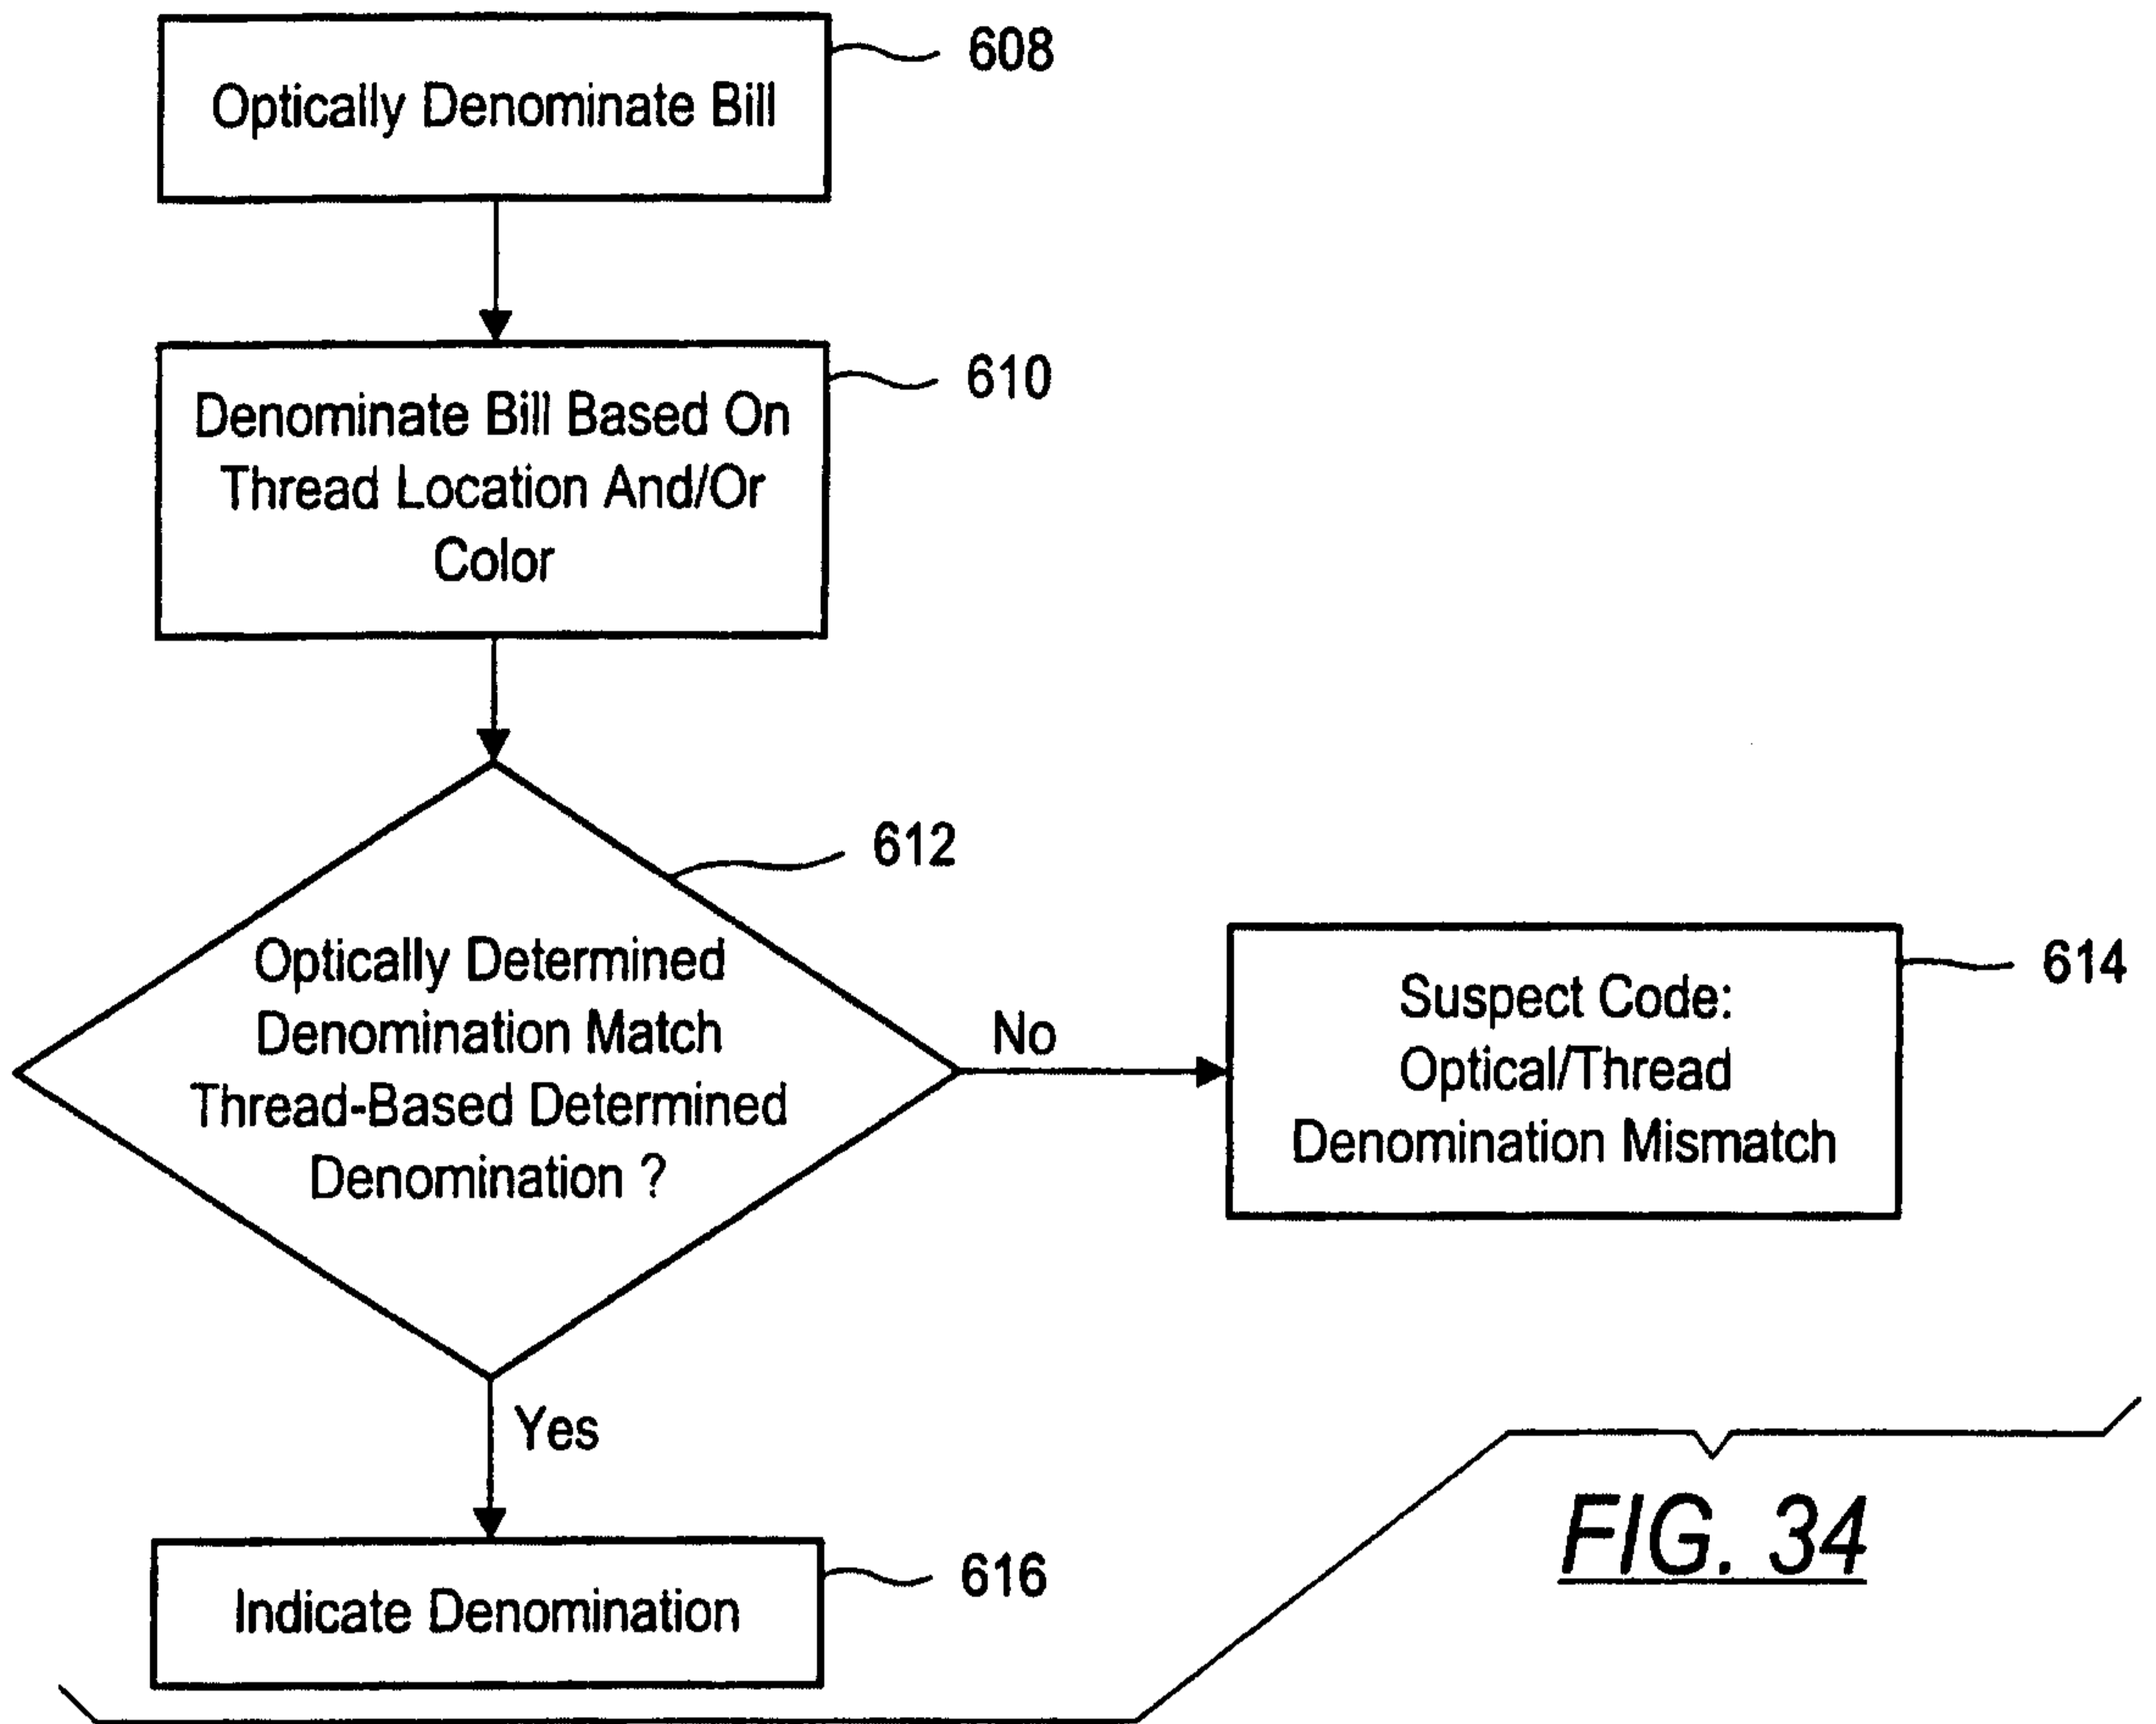 608
Optically Denominate Bill
610
Denominate Bill Based On
Thread Location And/Or
Color
612
Optically Determined
Denomination Match
Thread-Based Determined
Denomination ?
No
614
Suspect Code:
Optical/Thread
Denomination Mismatch
Yes
616
Indicate Denomination
FIG. 34